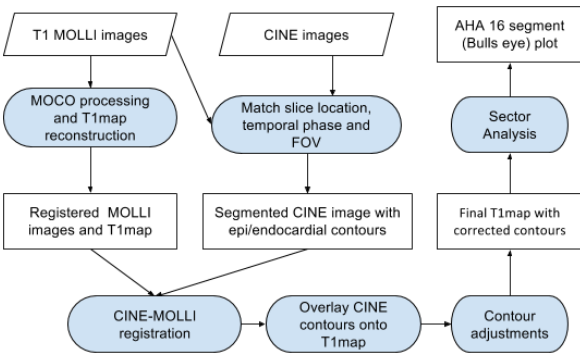 T1 MOLLI images
CINE images
AHA 16 segment
(Bulls eye) plot
MOCO processing
and T1map
reconstruction
Match slice location,
temporal phase and
FOV
Sector
Analysis
Registered MOLLI
images and T1map
Segmented CINE image with
epi/endocardial contours
Final T1map with
corrected contours
CINE-MOLLI
registration
Overlay CINE
contours onto
T1map
Contour
adjustments